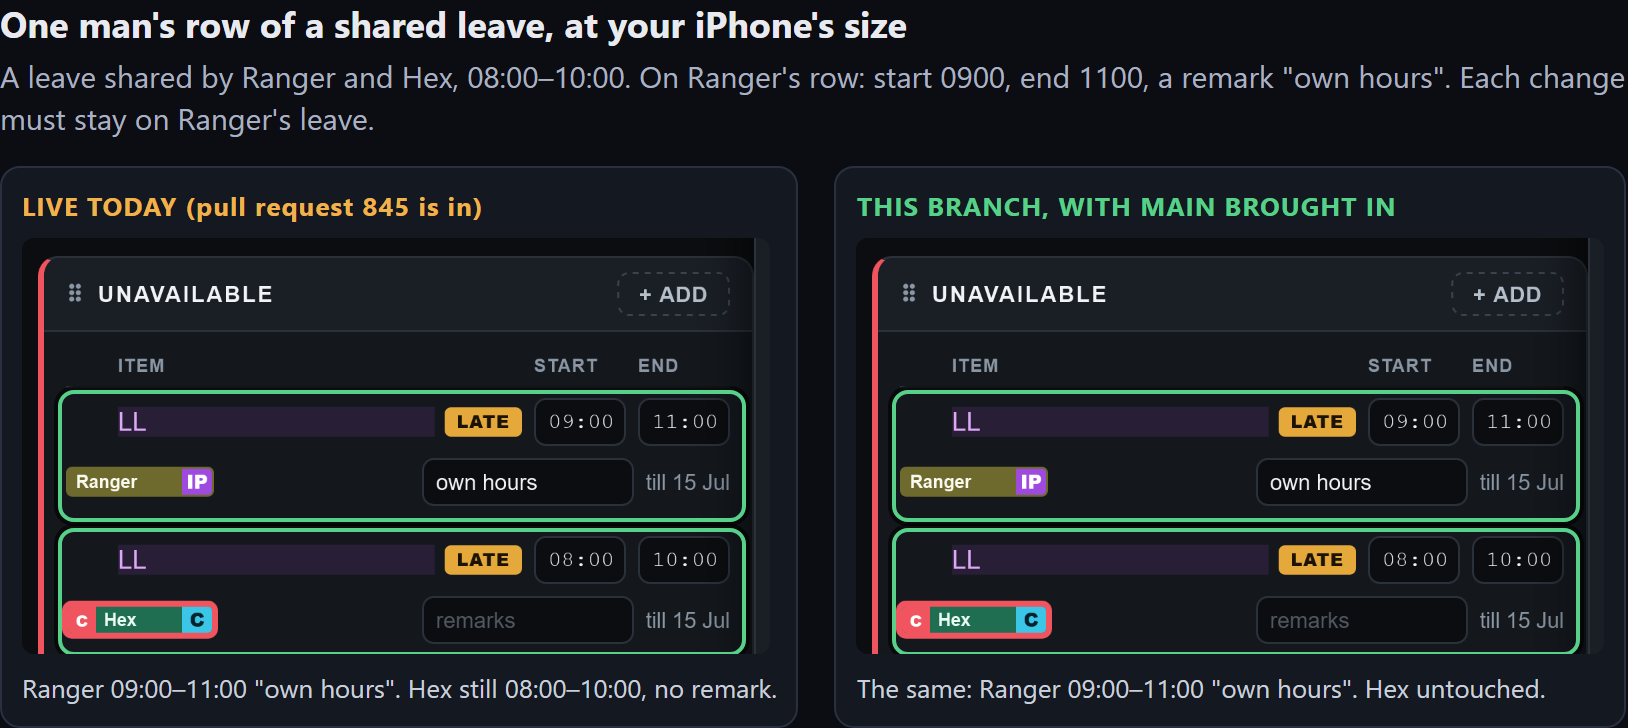 One man's row of a shared leave, at your iPhone's size
A leave shared by Ranger and Hex, 08:00–10:00. On Ranger's row: start 0900, end 1100, a remark "own hours". Each change
must stay on Ranger's leave.
LIVE TODAY (pull request 845 is in)
UNAVAILABLE
+ ADD
ITEM START END
LL LATE 09:00 11:00
Ranger IP own hours till 15 Jul
LL LATE 08:00 10:00
c Hex C remarks till 15 Jul
Ranger 09:00–11:00 "own hours". Hex still 08:00–10:00, no remark.
THIS BRANCH, WITH MAIN BROUGHT IN
UNAVAILABLE
+ ADD
ITEM START END
LL LATE 09:00 11:00
Ranger IP own hours till 15 Jul
LL LATE 08:00 10:00
c Hex C remarks till 15 Jul
The same: Ranger 09:00–11:00 "own hours". Hex untouched.